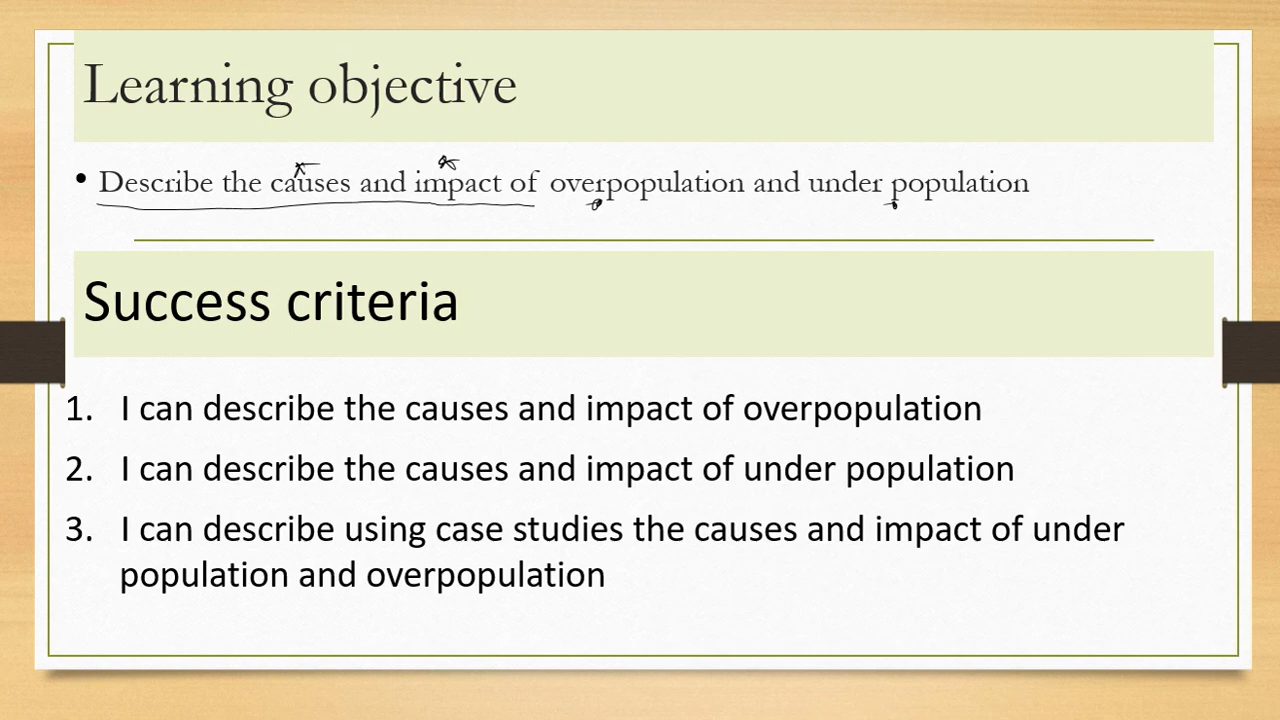 Learning objective
• Describe the causes and impact of overpopulation and under population
Success criteria
1. I can describe the causes and impact of overpopulation
2. I can describe the causes and impact of under population
3. I can describe using case studies the causes and impact of under
population and overpopulation